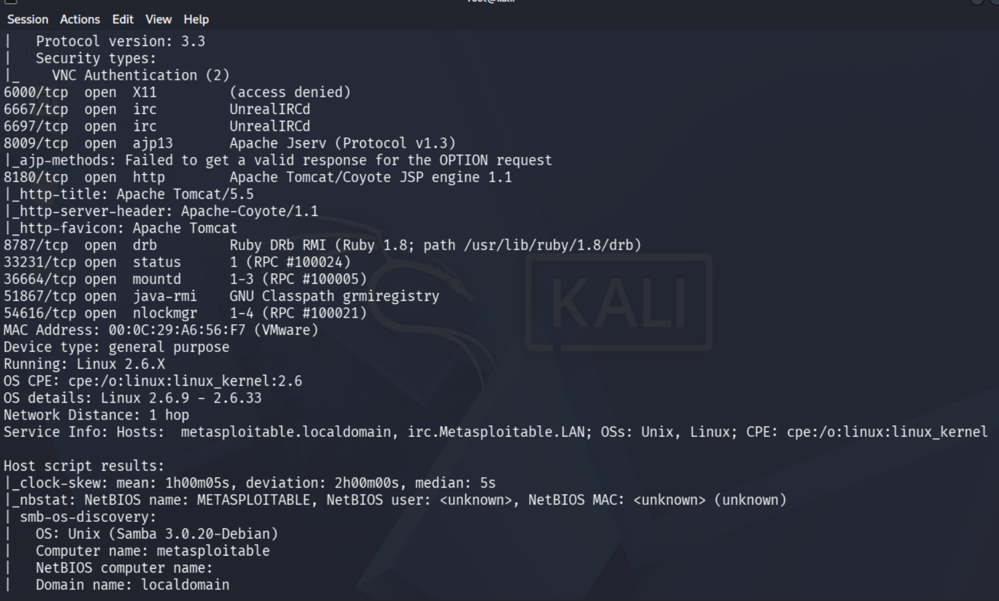 Session Actions Edit View Help
|   Protocol version: 3.3
|   Security types:
|_    VNC Authentication (2)
6000/tcp  open  X11         (access denied)
6667/tcp  open  irc         UnrealIRCd
6697/tcp  open  irc         UnrealIRCd
8009/tcp  open  ajp13       Apache Jserv (Protocol v1.3)
|_ajp-methods: Failed to get a valid response for the OPTION request
8180/tcp  open  http        Apache Tomcat/Coyote JSP engine 1.1
|_http-title: Apache Tomcat/5.5
|_http-server-header: Apache-Coyote/1.1
|_http-favicon: Apache Tomcat
8787/tcp  open  drb         Ruby DRb RMI (Ruby 1.8; path /usr/lib/ruby/1.8/drb)
33231/tcp open  status      1 (RPC #100024)
36664/tcp open  mountd      1-3 (RPC #100005)
51867/tcp open  java-rmi    GNU Classpath grmiregistry
54616/tcp open  nlockmgr    1-4 (RPC #100021)
MAC Address: 00:0C:29:A6:56:F7 (VMware)
Device type: general purpose
Running: Linux 2.6.X
OS CPE: cpe:/o:linux:linux_kernel:2.6
OS details: Linux 2.6.9 - 2.6.33
Network Distance: 1 hop
Service Info: Hosts:  metasploitable.localdomain, irc.Metasploitable.LAN; OSs: Unix, Linux; CPE: cpe:/o:linux:linux_kernel
Host script results:
|_clock-skew: mean: 1h00m05s, deviation: 2h00m00s, median: 5s
|_nbstat: NetBIOS name: METASPLOITABLE, NetBIOS user: <unknown>, NetBIOS MAC: <unknown> (unknown)
| smb-os-discovery:
|   OS: Unix (Samba 3.0.20-Debian)
|   Computer name: metasploitable
|   NetBIOS computer name:
|   Domain name: localdomain
KALI